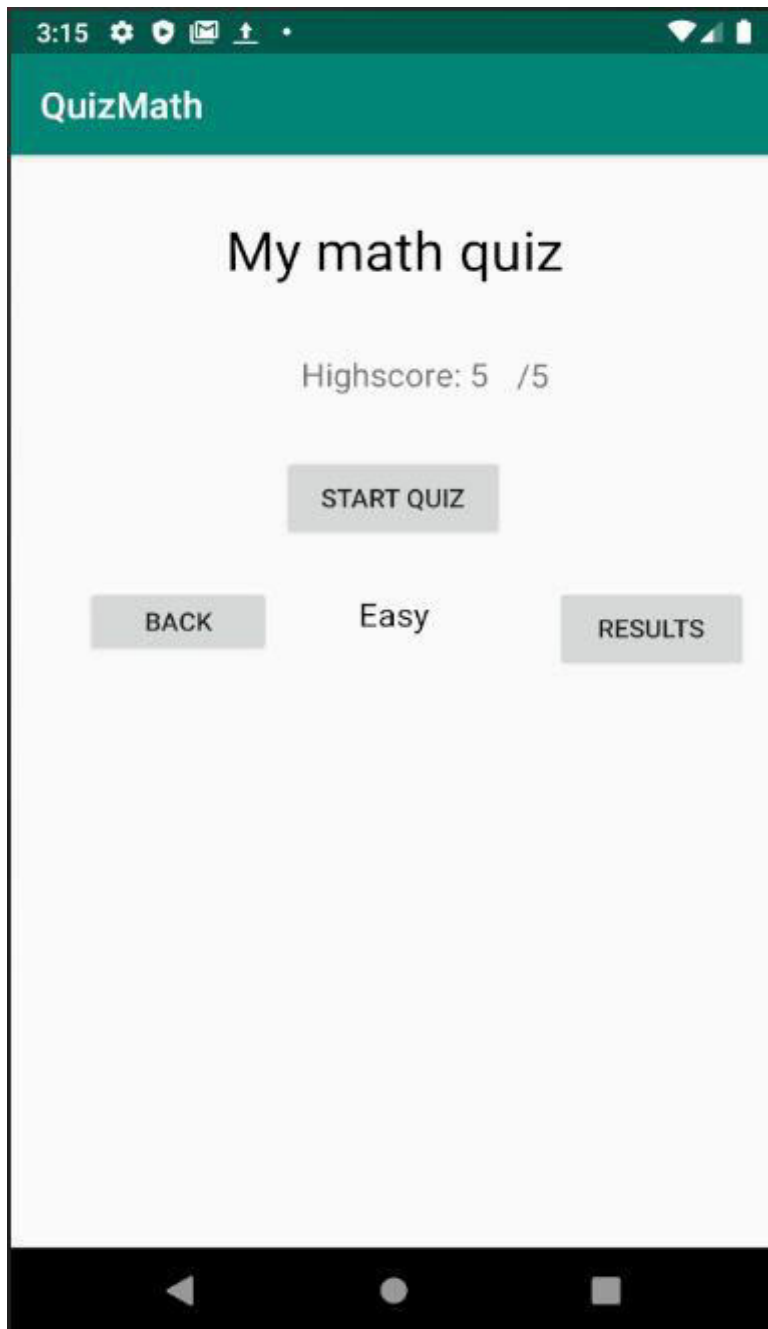 3:15
QuizMath
My math quiz
Highscore: 5 /5
START QUIZ
BACK Easy RESULTS